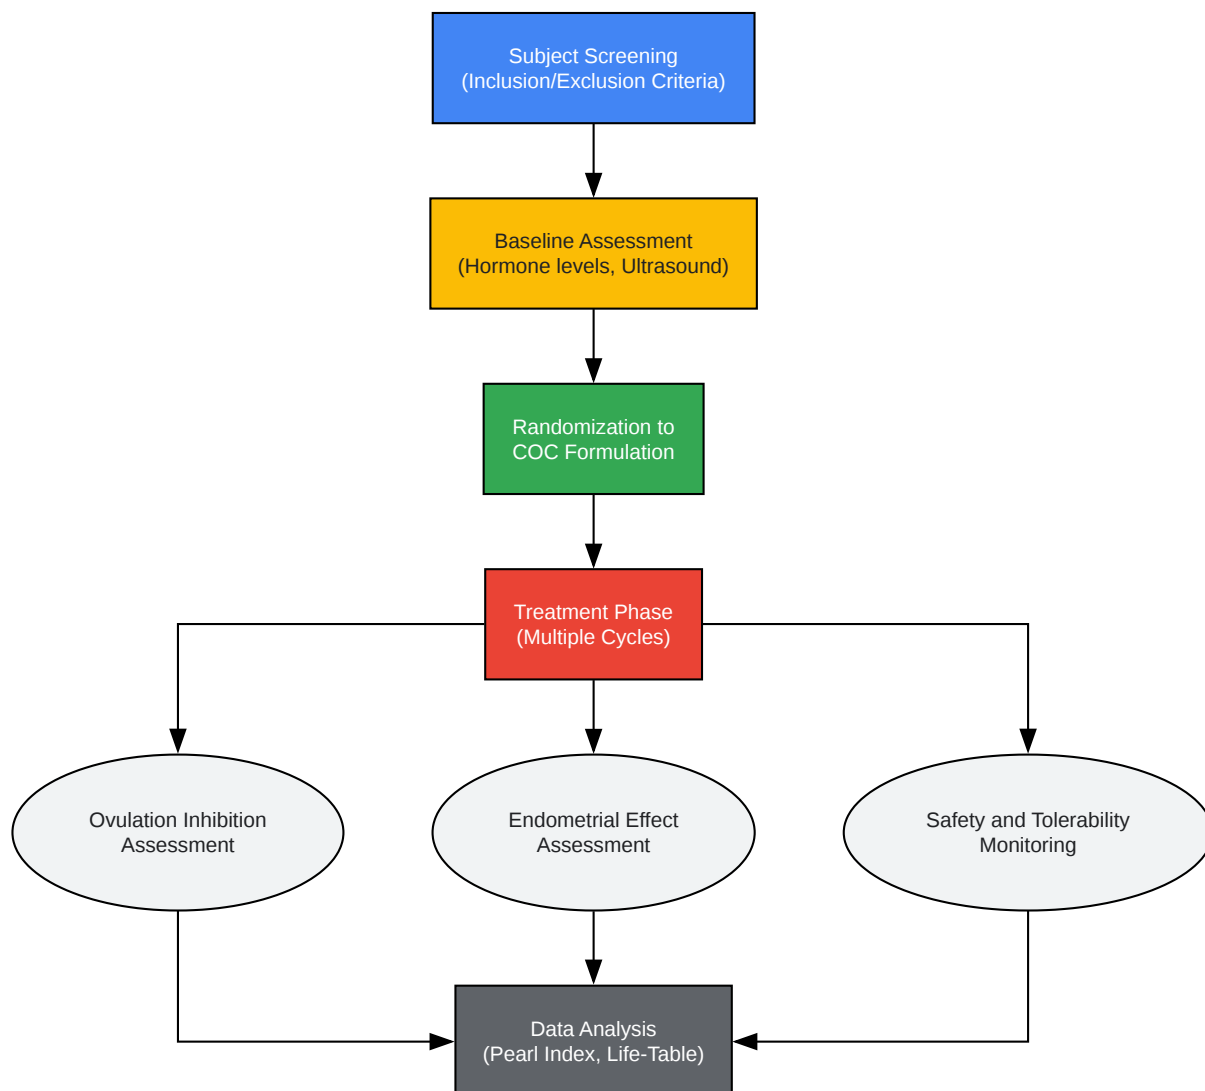 Subject Screening
(Inclusion/Exclusion Criteria)
Baseline Assessment
(Hormone levels, Ultrasound)
Randomization to
COC Formulation
Treatment Phase
(Multiple Cycles)
Ovulation Inhibition
Assessment
Endometrial Effect
Assessment
Safety and Tolerability
Monitoring
Data Analysis
(Pearl Index, Life-Table)